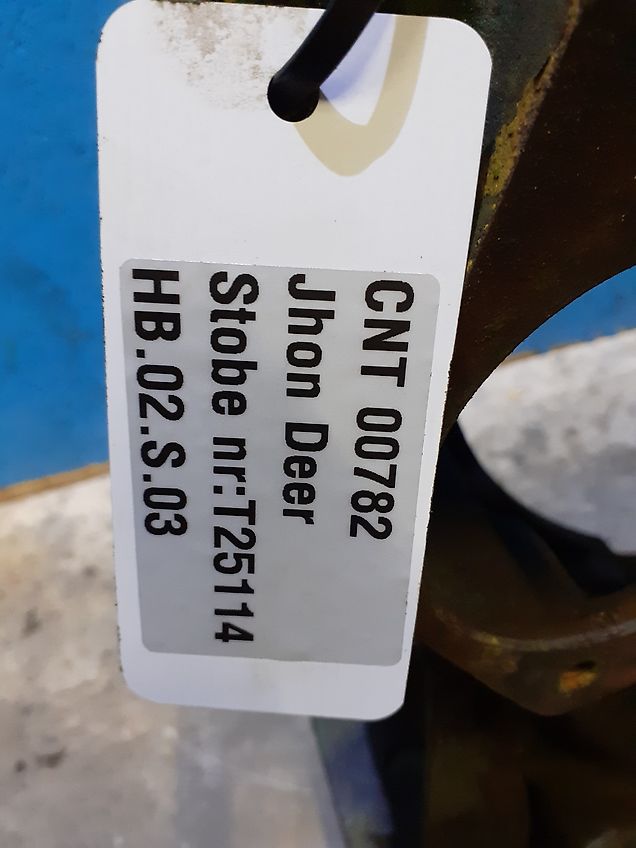 CNT 00782
Jhon Deer
Stobe nr:T25114
HB.02.S.03